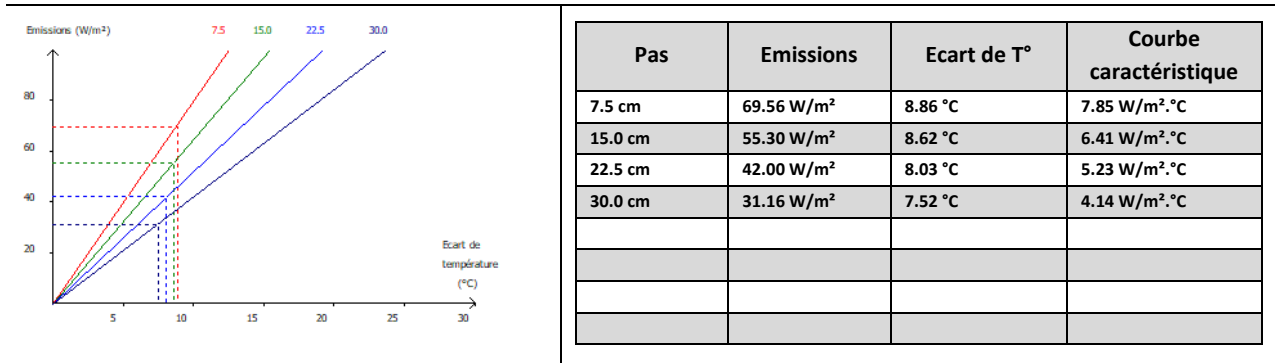 Emissions (W/m²) 7.5 15.0 22.5 30.0
80
60
40
20
Ecart de
température
(°C)
5 10 15 20 25 30
Pas Emissions Ecart de T° Courbe caractéristique
7.5 cm 69.56 W/m² 8.86 °C 7.85 W/m².°C
15.0 cm 55.30 W/m² 8.62 °C 6.41 W/m².°C
22.5 cm 42.00 W/m² 8.03 °C 5.23 W/m².°C
30.0 cm 31.16 W/m² 7.52 °C 4.14 W/m².°C